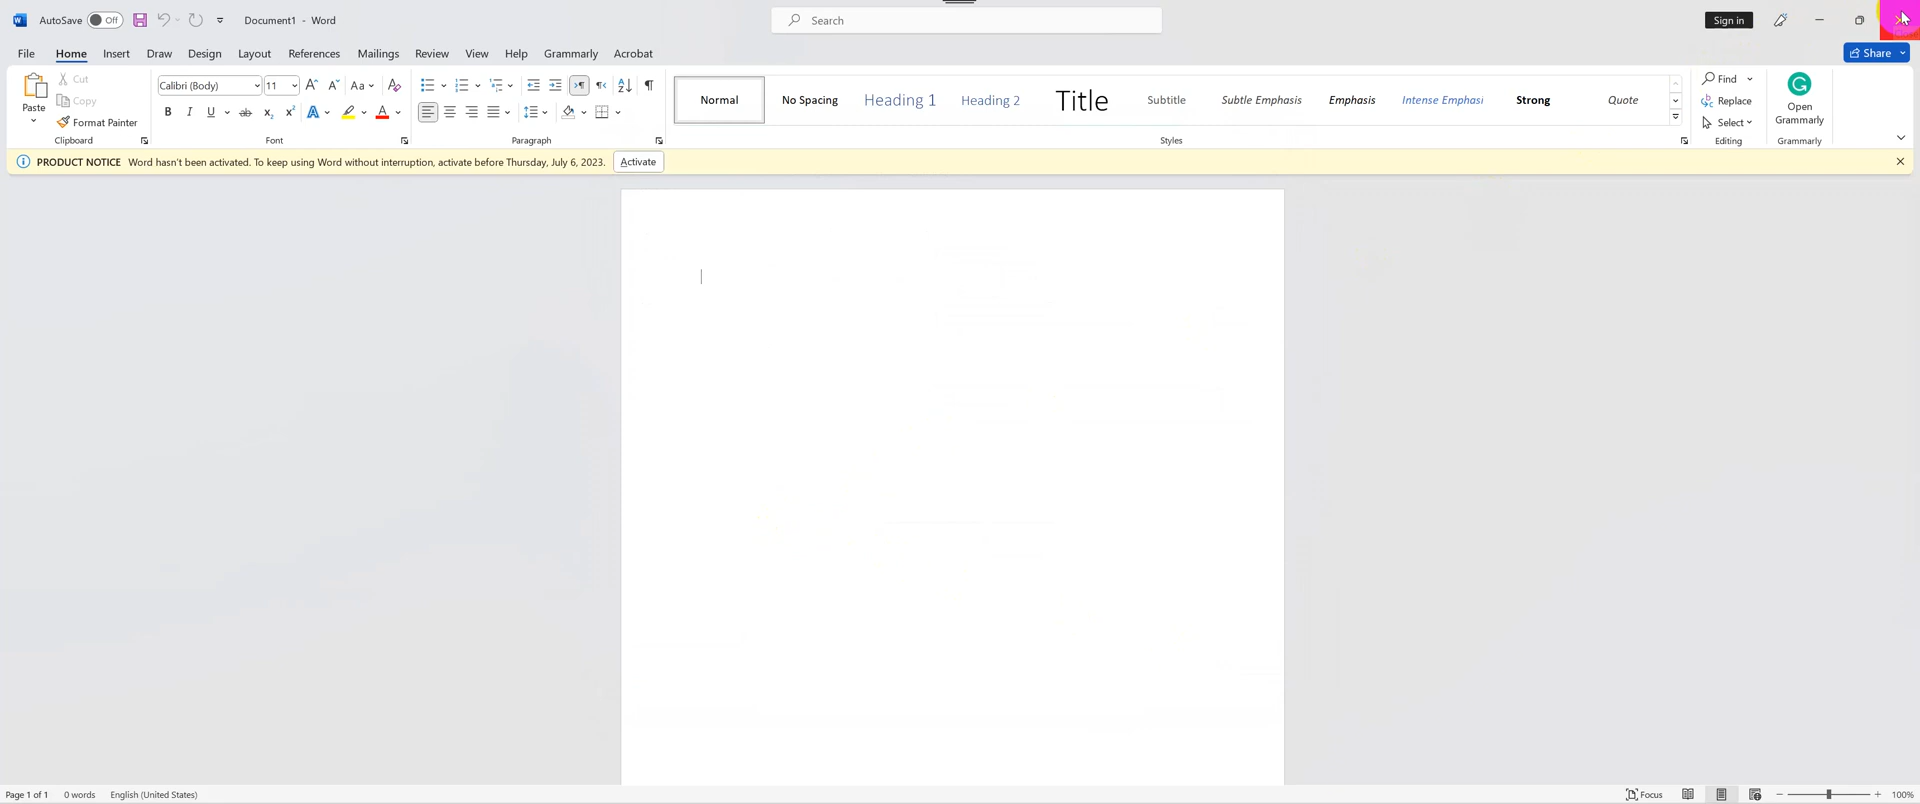 AutoSave Off Document1 - Word Search Sign in
File Home Insert Draw Design Layout References Mailings Review View Help Grammarly Acrobat Share
Paste
Cut
Copy
Format Painter
Clipboard
Calibri (Body) 11 Aa
B I U ab x₂ x² A A
Font
Paragraph
Normal No Spacing Heading 1 Heading 2 Title Subtitle Subtle Emphasis Emphasis Intense Emphasi Strong Quote
Styles
Find
Replace
Select
Editing
Open
Grammarly
Grammarly
PRODUCT NOTICE Word hasn't been activated. To keep using Word without interruption, activate before Thursday, July 6, 2023. Activate
Page 1 of 1 0 words English (United States) Focus 100%